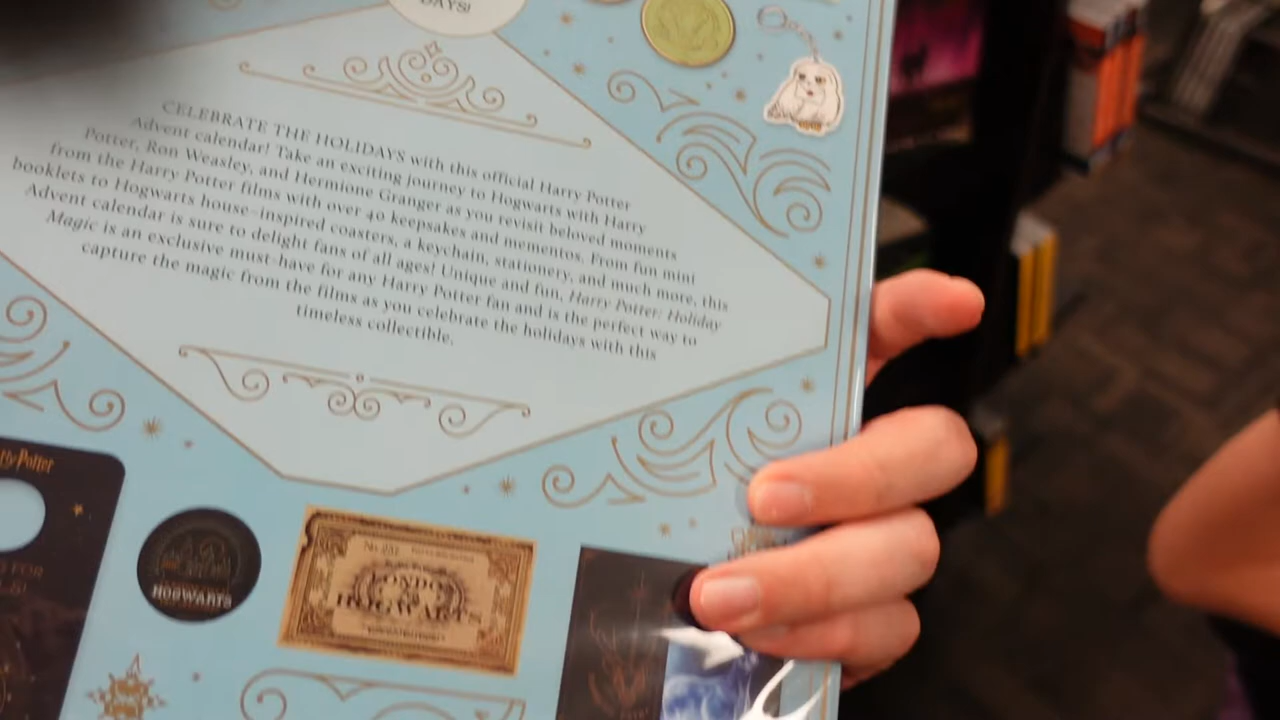 DAYS!
CELEBRATE THE HOLIDAYS with this official Harry Potter
Advent calendar! Take an exciting journey to Hogwarts with Harry
Potter, Ron Weasley, and Hermione Granger as you revisit beloved moments
from the Harry Potter films with over 40 keepsakes and mementos. From fun mini
booklets to Hogwarts house-inspired coasters, a keychain, stationery, and much more, this
Advent calendar is sure to delight fans of all ages! Unique and fun, Harry Potter: Holiday
Magic is an exclusive must-have for any Harry Potter fan and is the perfect way to
capture the magic from the films as you celebrate the holidays with this
timeless collectible.
Potter
HOGWARTS
LONDON
HOGWARTS